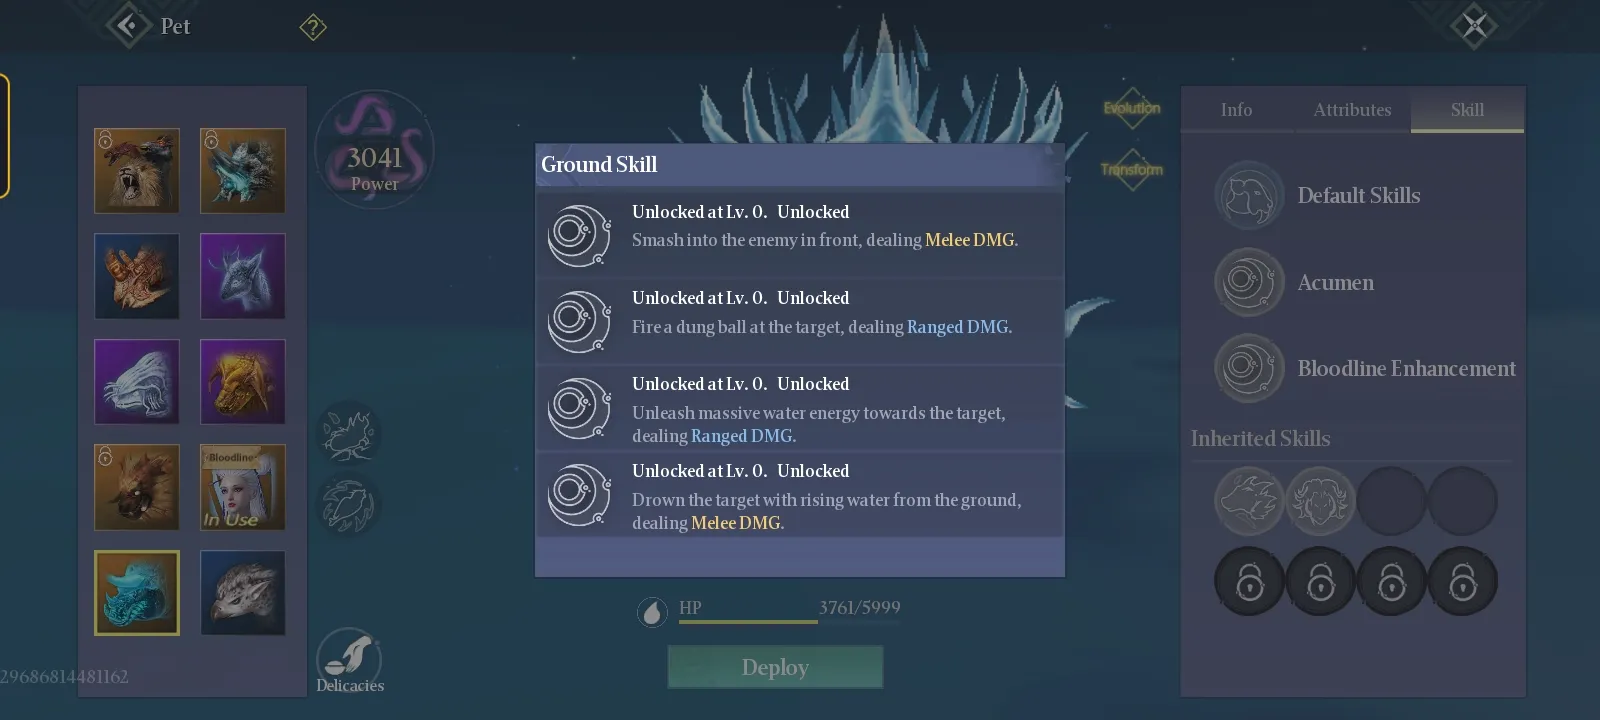 Pet
?
3041
Power
Bloodline
In Use
29686814481162
Delicacies
Ground Skill
Unlocked at Lv. 0. Unlocked
Smash into the enemy in front, dealing Melee DMG.
Unlocked at Lv. 0. Unlocked
Fire a dung ball at the target, dealing Ranged DMG.
Unlocked at Lv. 0. Unlocked
Unleash massive water energy towards the target,
dealing Ranged DMG.
Unlocked at Lv. 0. Unlocked
Drown the target with rising water from the ground,
dealing Melee DMG.
HP 3761/5999
Deploy
Evolution
Transform
Info Attributes Skill
Default Skills
Acumen
Bloodline Enhancement
Inherited Skills